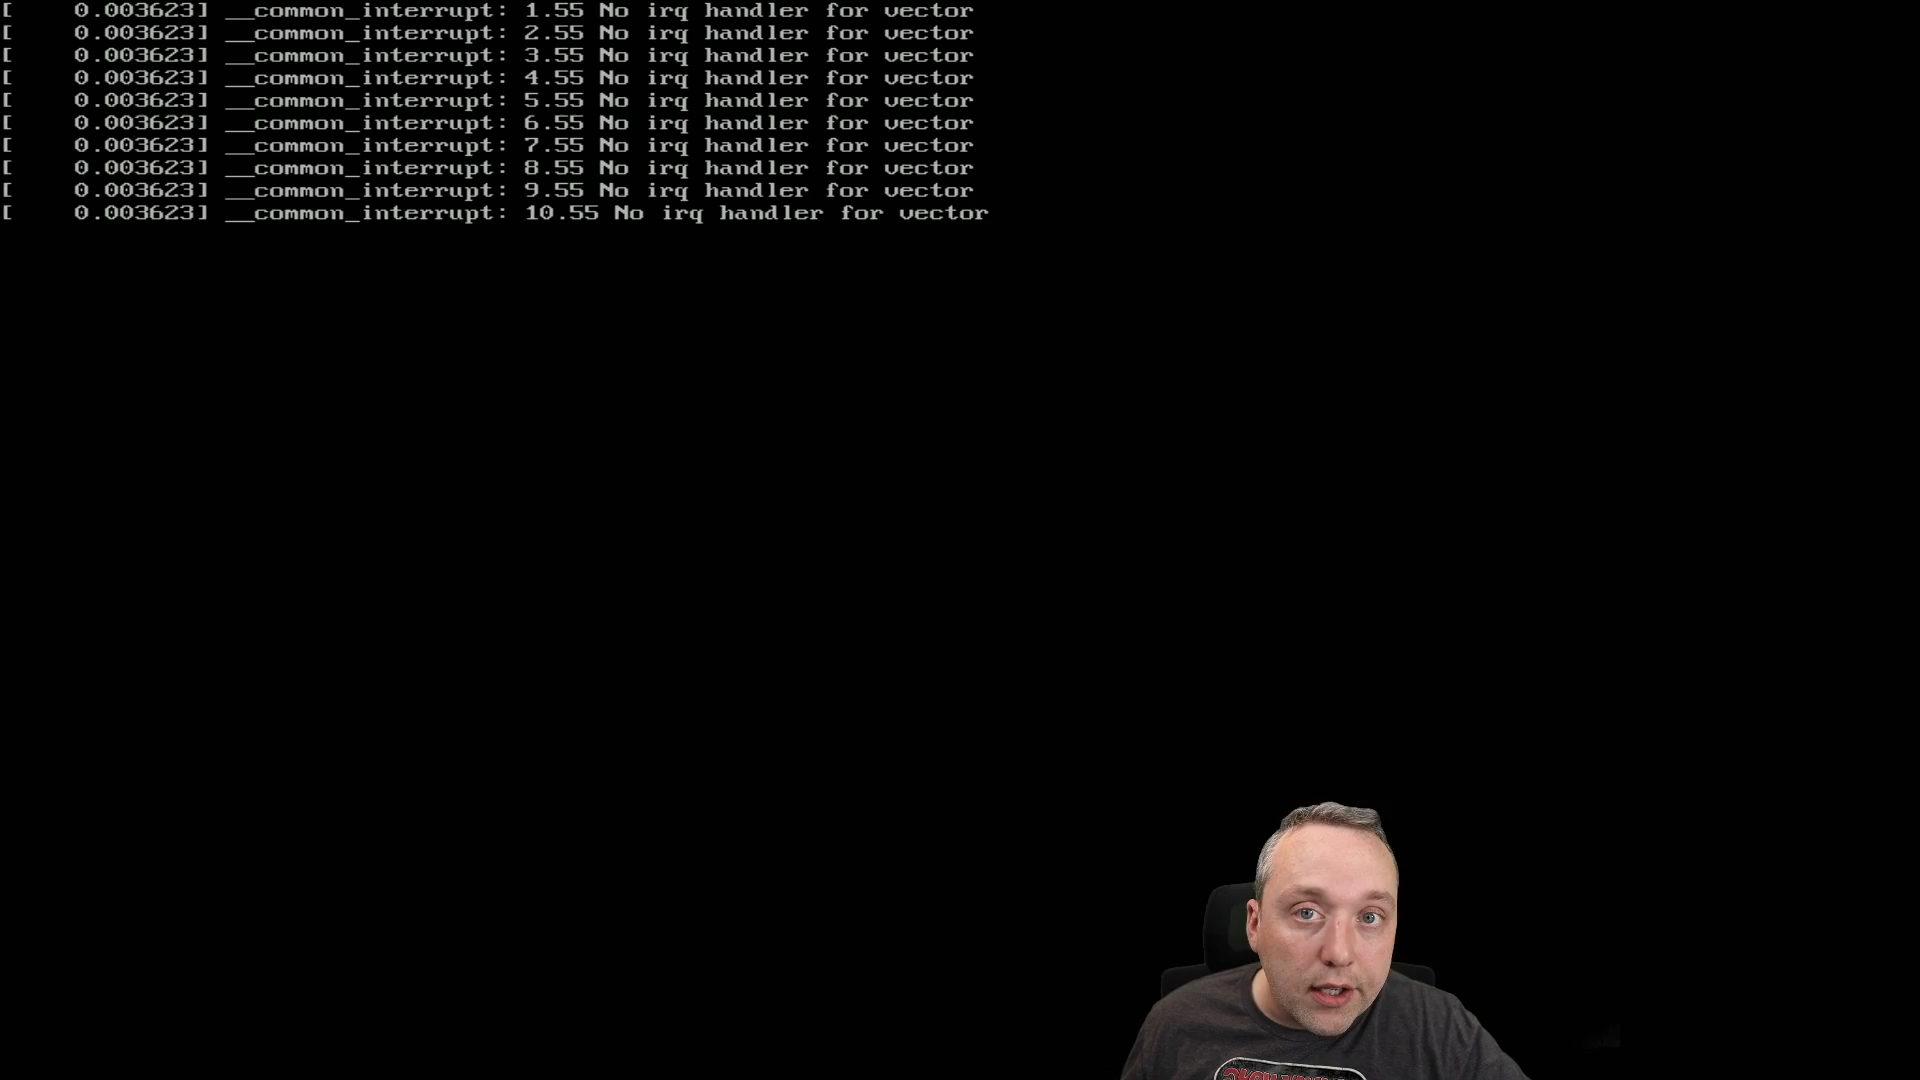 [    0.003623] __common_interrupt: 1.55 No irq handler for vector
[    0.003623] __common_interrupt: 2.55 No irq handler for vector
[    0.003623] __common_interrupt: 3.55 No irq handler for vector
[    0.003623] __common_interrupt: 4.55 No irq handler for vector
[    0.003623] __common_interrupt: 5.55 No irq handler for vector
[    0.003623] __common_interrupt: 6.55 No irq handler for vector
[    0.003623] __common_interrupt: 7.55 No irq handler for vector
[    0.003623] __common_interrupt: 8.55 No irq handler for vector
[    0.003623] __common_interrupt: 9.55 No irq handler for vector
[    0.003623] __common_interrupt: 10.55 No irq handler for vector